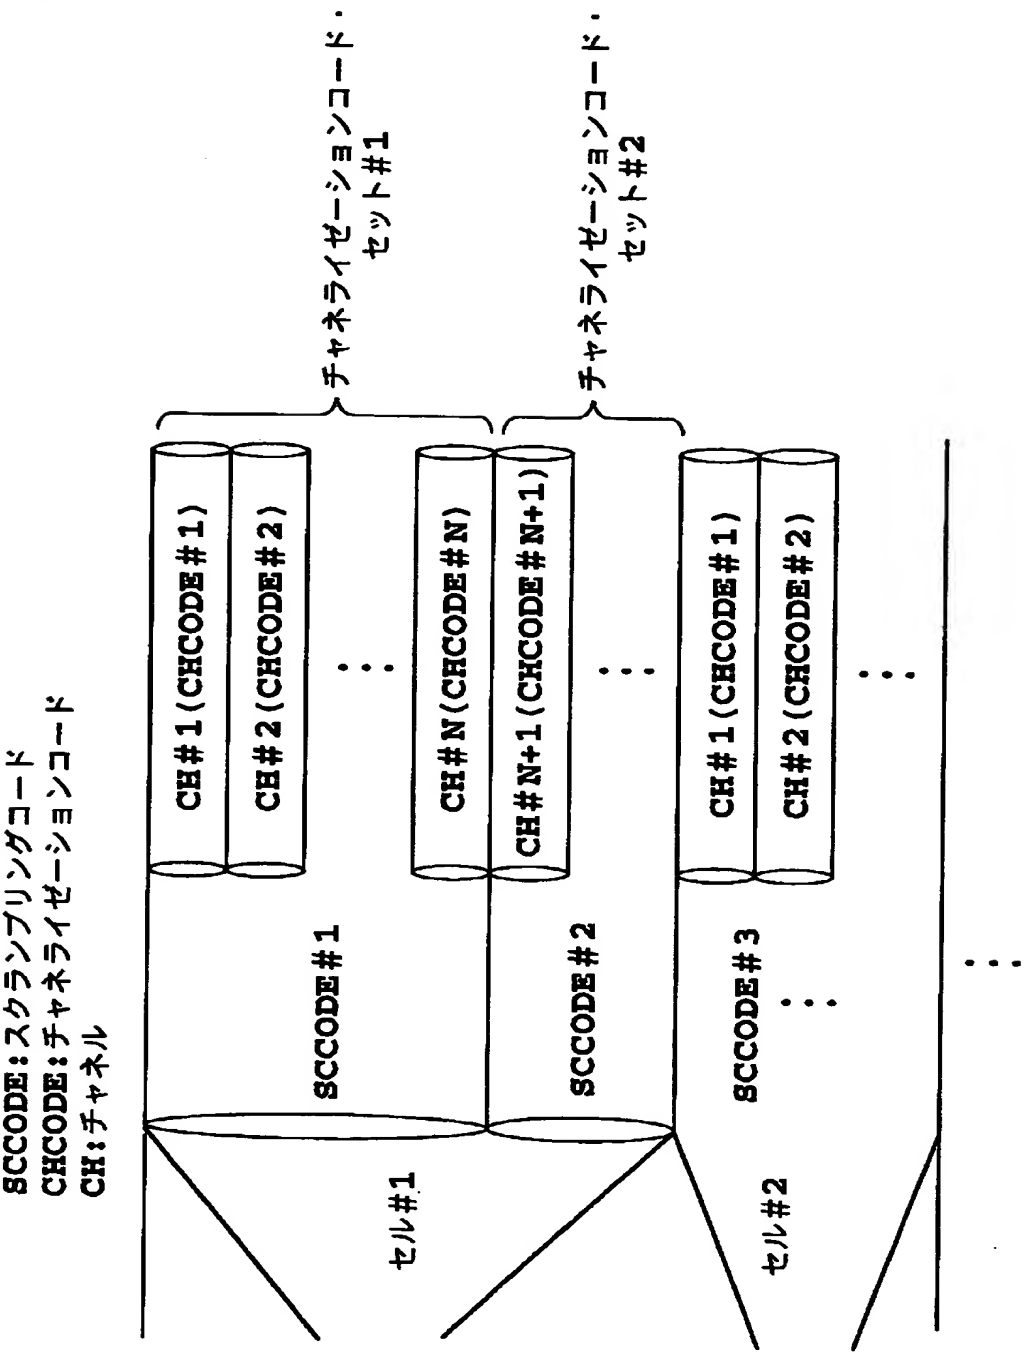 SCCODE:スクランブリングコード
CHCODE:チャネライゼーションコード
CH:チャネル
セル#1
SCCODE#1
CH#1(CHCODE#1)
CH#2(CHCODE#2)
CH#N(CHCODE#N)
チャネライゼーションコード・
セット#1
SCCODE#2
CH#N+1(CHCODE#N+1)
チャネライゼーションコード・
セット#2
セル#2
SCCODE#3
CH#1(CHCODE#1)
CH#2(CHCODE#2)